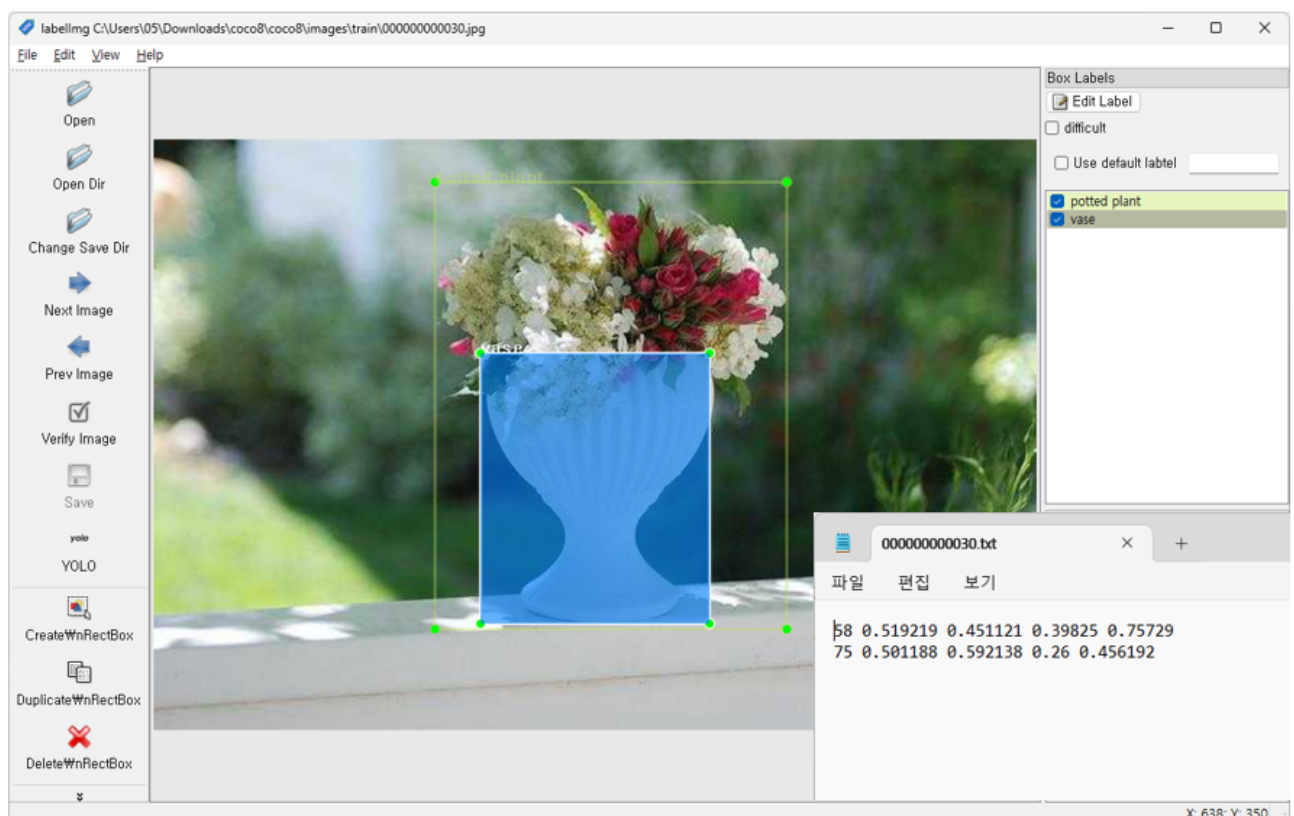 labelImg C:\Users\05\Downloads\coco8\coco8\images\train\000000000030.jpg
File Edit View Help
Open
Open Dir
Change Save Dir
Next Image
Prev Image
Verify Image
Save
yolo
YOLO
Create₩nRectBox
Duplicate₩nRectBox
Delete₩nRectBox
potted plant
vase
Box Labels
Edit Label
difficult
Use default labtel
potted plant
vase
000000000030.txt
파일 편집 보기
58 0.519219 0.451121 0.39825 0.75729
75 0.501188 0.592138 0.26 0.456192
X: 638; Y: 350